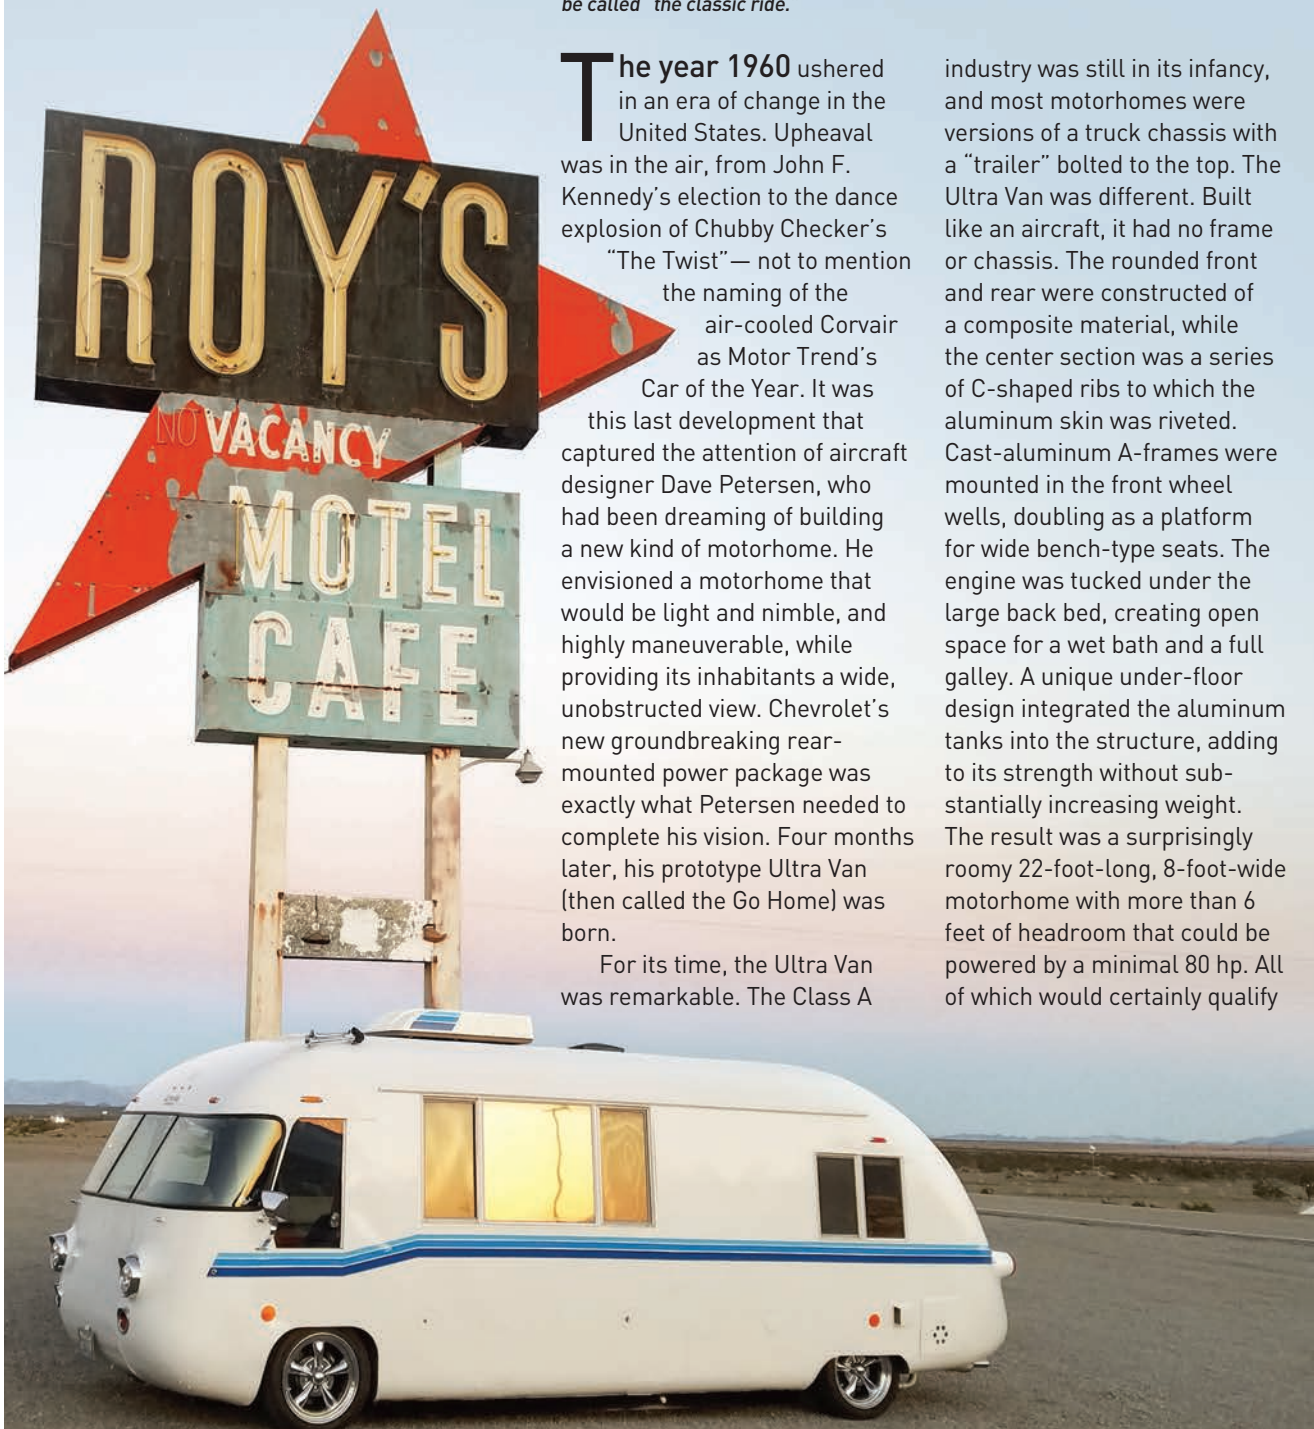 be called “the classic ride.
ROY'S
NO VACANCY
MOTEL
CAFE
The year 1960 ushered
in an era of change in the
United States. Upheaval
was in the air, from John F.
Kennedy’s election to the dance
explosion of Chubby Checker’s
“The Twist”— not to mention
the naming of the
air-cooled Corvair
as Motor Trend’s
Car of the Year. It was
this last development that
captured the attention of aircraft
designer Dave Petersen, who
had been dreaming of building
a new kind of motorhome. He
envisioned a motorhome that
would be light and nimble, and
highly maneuverable, while
providing its inhabitants a wide,
unobstructed view. Chevrolet’s
new groundbreaking rear-
mounted power package was
exactly what Petersen needed to
complete his vision. Four months
later, his prototype Ultra Van
(then called the Go Home) was
born.
For its time, the Ultra Van
was remarkable. The Class A
industry was still in its infancy,
and most motorhomes were
versions of a truck chassis with
a “trailer” bolted to the top. The
Ultra Van was different. Built
like an aircraft, it had no frame
or chassis. The rounded front
and rear were constructed of
a composite material, while
the center section was a series
of C-shaped ribs to which the
aluminum skin was riveted.
Cast-aluminum A-frames were
mounted in the front wheel
wells, doubling as a platform
for wide bench-type seats. The
engine was tucked under the
large back bed, creating open
space for a wet bath and a full
galley. A unique under-floor
design integrated the aluminum
tanks into the structure, adding
to its strength without sub-
stantially increasing weight.
The result was a surprisingly
roomy 22-foot-long, 8-foot-wide
motorhome with more than 6
feet of headroom that could be
powered by a minimal 80 hp. All
of which would certainly qualify